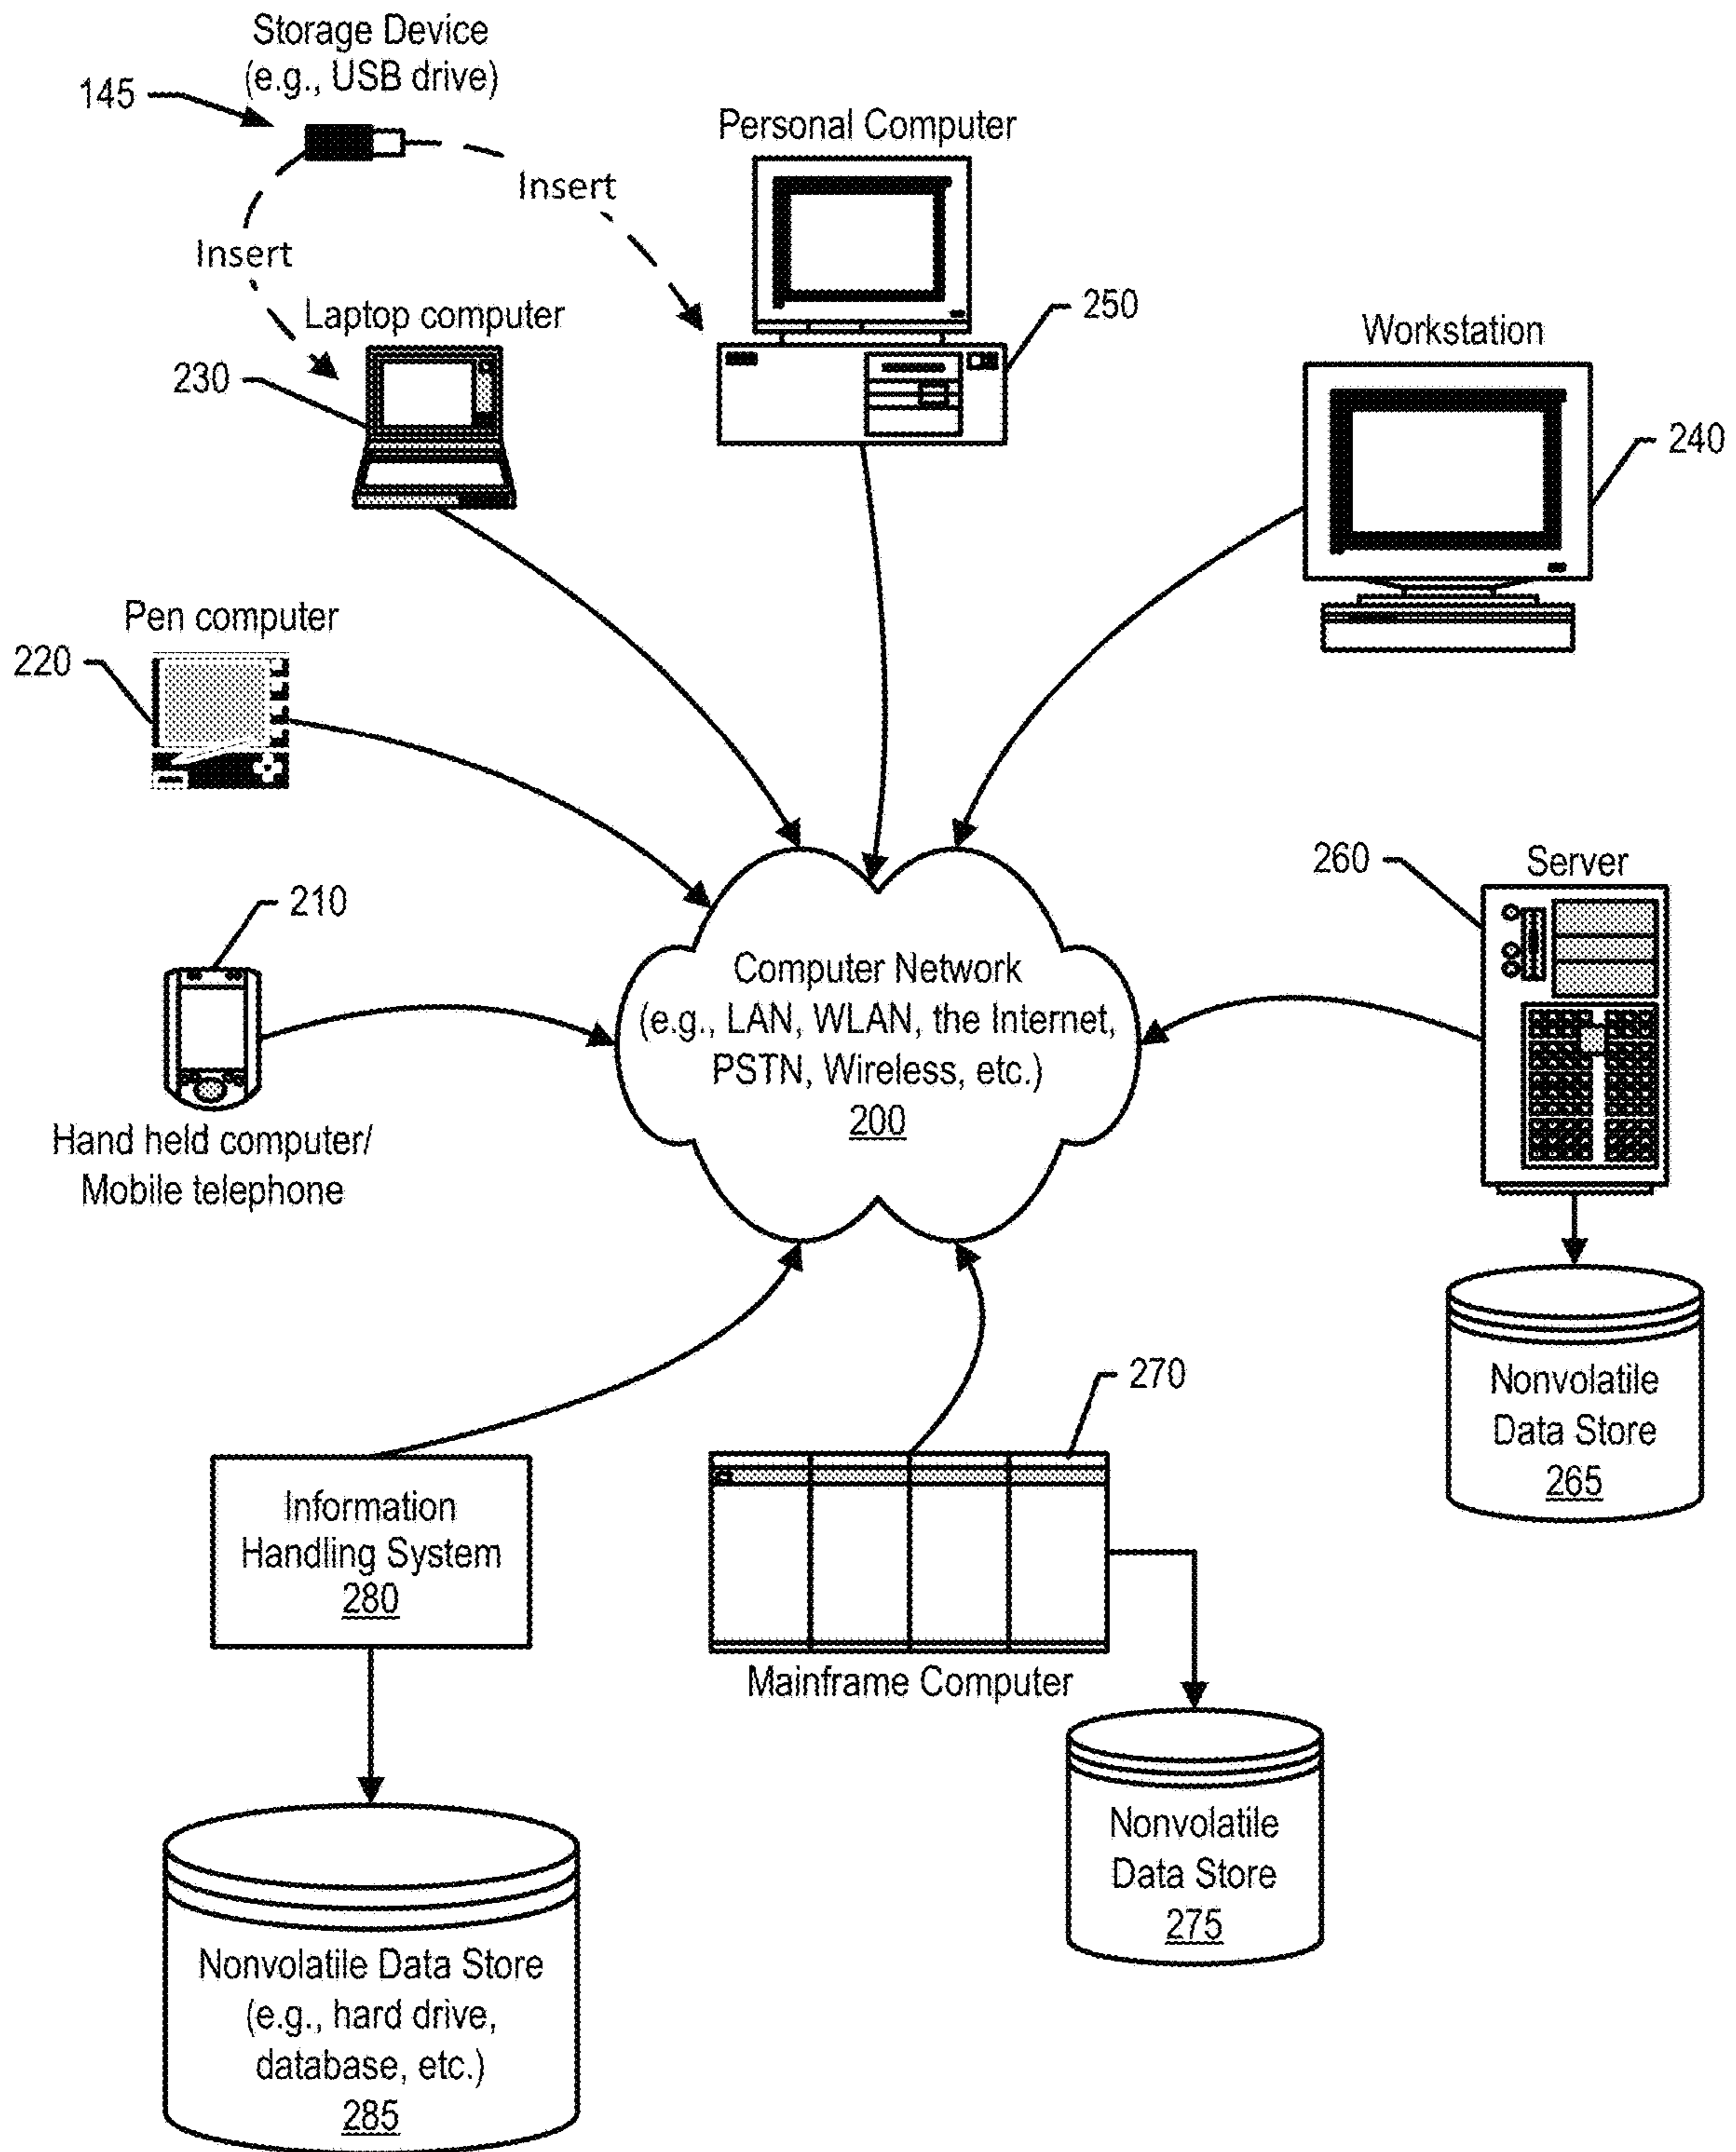 Storage Device
(e.g., USB drive)
145
Personal Computer
Insert
Insert
Laptop computer
250
Workstation
230
240
Pen computer
220
260
Server
210
Computer Network
(e.g., LAN, WLAN, the Internet,
PSTN, Wireless, etc.)
200
Hand held computer/
Mobile telephone
270
Nonvolatile
Data Store
265
Information
Handling System
280
Mainframe Computer
Nonvolatile
Data Store
275
Nonvolatile Data Store
(e.g., hard drive,
database, etc.)
285